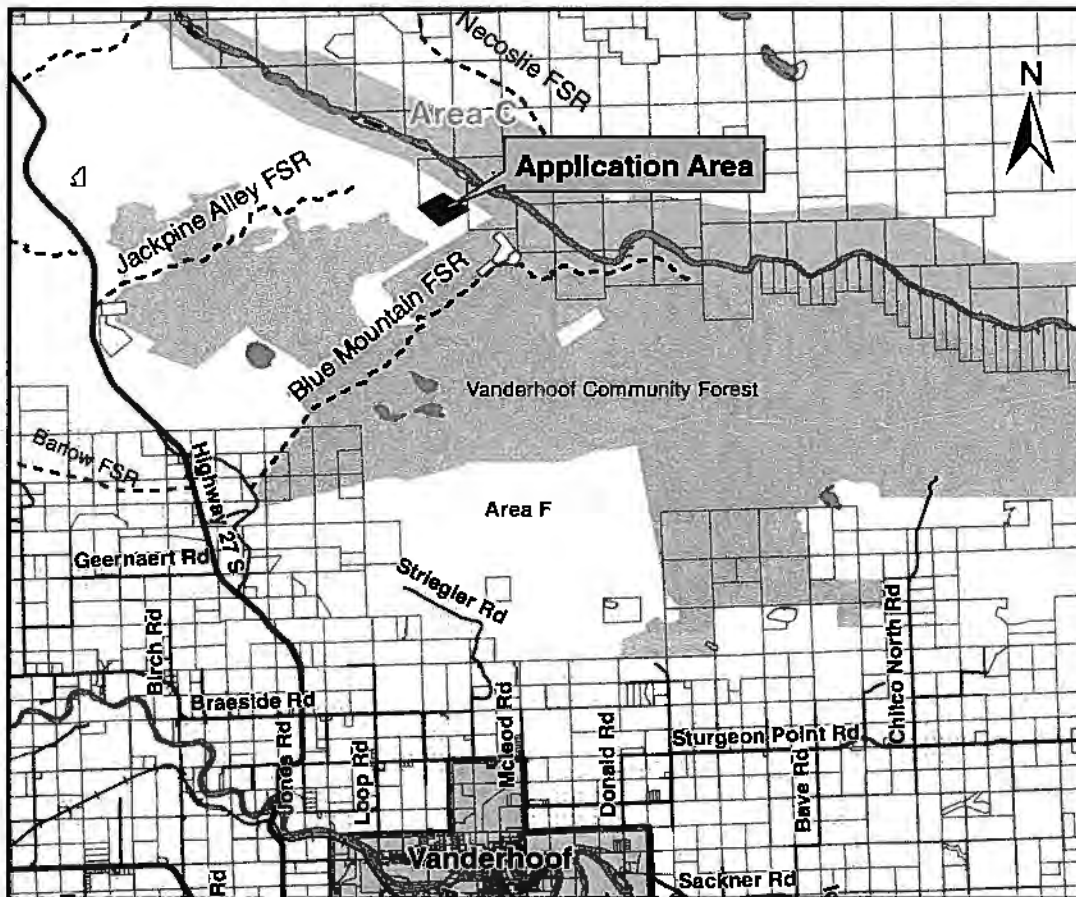 Necoslie FSR
N
Area C
Application Area
Jackpine Alley FSR
Blue Mountain FSR
Vanderhoof Community Forest
Barlow FSR
Highway 27 S
Area F
Geernaert Rd
Striegler Rd
Chilco North Rd
Birch Rd
Braeside Rd
Mcleod Rd
Sturgeon Point Rd
Jones Rd
Loop Rd
Donald Rd
Baye Rd
Vanderhoof
Sackner Rd
Rd